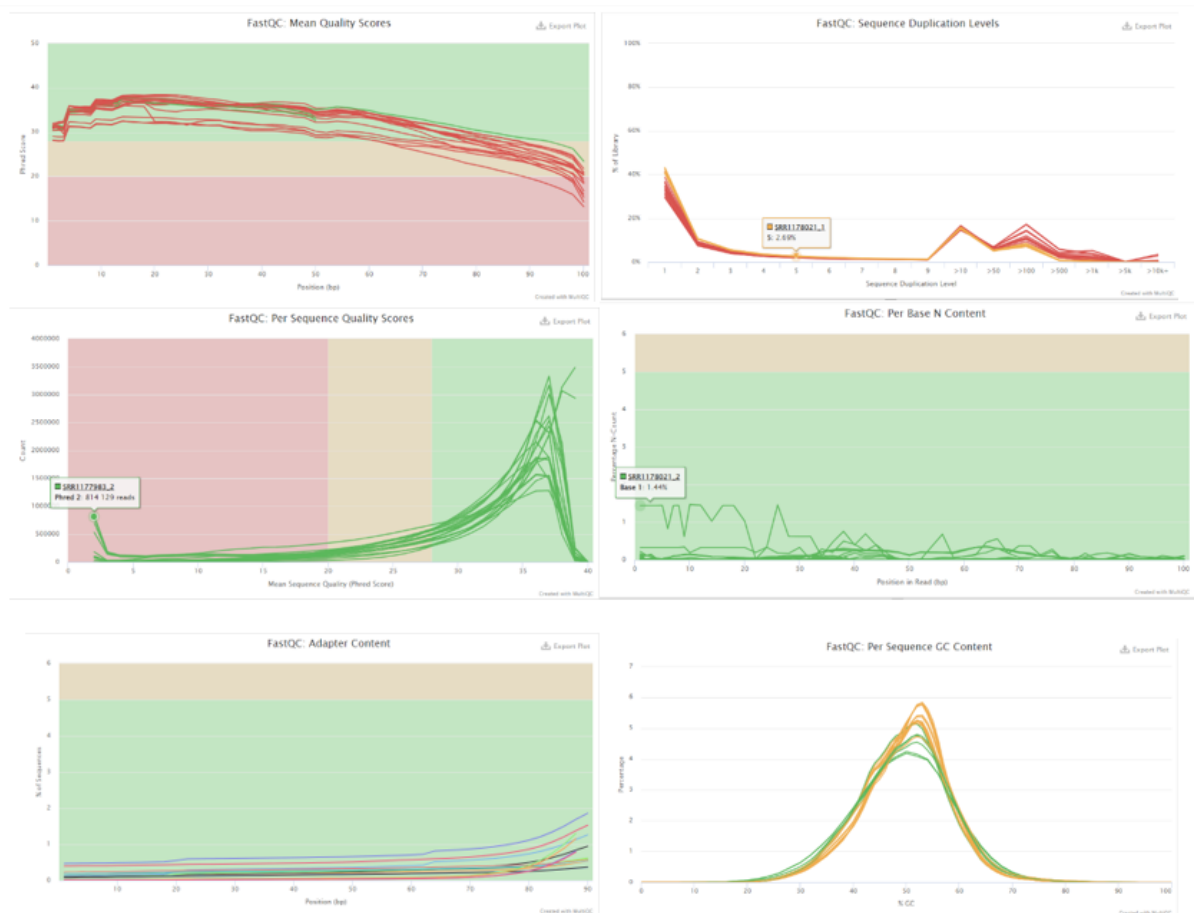 FastQC: Mean Quality Scores
Export Plot
50
40
30
20
10
0
Phred Score
10
20
30
40
50
60
70
80
90
100
Position (bp)
Created with MultiQC
FastQC: Sequence Duplication Levels
Export Plot
100%
80%
60%
40%
20%
0%
% of Library
SRR1178021_1
5: 2.68%
1
2
3
4
5
6
7
8
9
>10
>50
>100
>500
>1k
>5k
>10k+
Sequence Duplication Level
Created with MultiQC
FastQC: Per Sequence Quality Scores
Export Plot
4000000
3500000
3000000
2500000
2000000
1000000
500000
0
Count
SRR1177983_2
Phred 2: 814 129 reads
0
5
10
15
20
25
30
35
40
Mean Sequence Quality (Phred Score)
Created with MultiQC
FastQC: Per Base N Content
Export Plot
6
5
4
1
0
Percentage N-Count
SRR1178021_2
Base 1: 1.44%
0
10
20
30
40
50
60
70
80
90
100
Position in Read (bp)
Created with MultiQC
FastQC: Adapter Content
Export Plot
6
5
4
3
2
1
0
% of Sequences
10
20
30
40
50
60
70
80
90
Position (bp)
Created with MultiQC
FastQC: Per Sequence GC Content
Export Plot
7
6
5
4
3
2
1
0
Percentage
0
10
20
30
40
50
60
70
80
90
100
% GC
Created with MultiQC